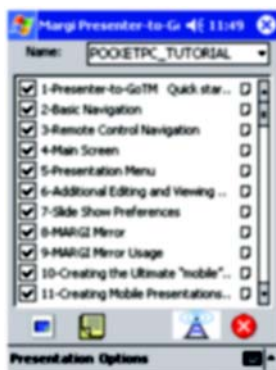 Margi Presenter-to-Go 11:49
Name: POCKETPC_TUTORIAL
1-Presenter-to-GoTM Quick star...
2-Basic Navigation
3-Remote Control Navigation
4-Main Screen
5-Presentation Menu
6-Additional Editing and Viewing ..
7-Slide Show Preferences
8-MARGI Mirror
9-MARGI Mirror Usage
10-Creating the Ultimate "mobile"..
11-Creating Mobile Presentations..
Presentation Options